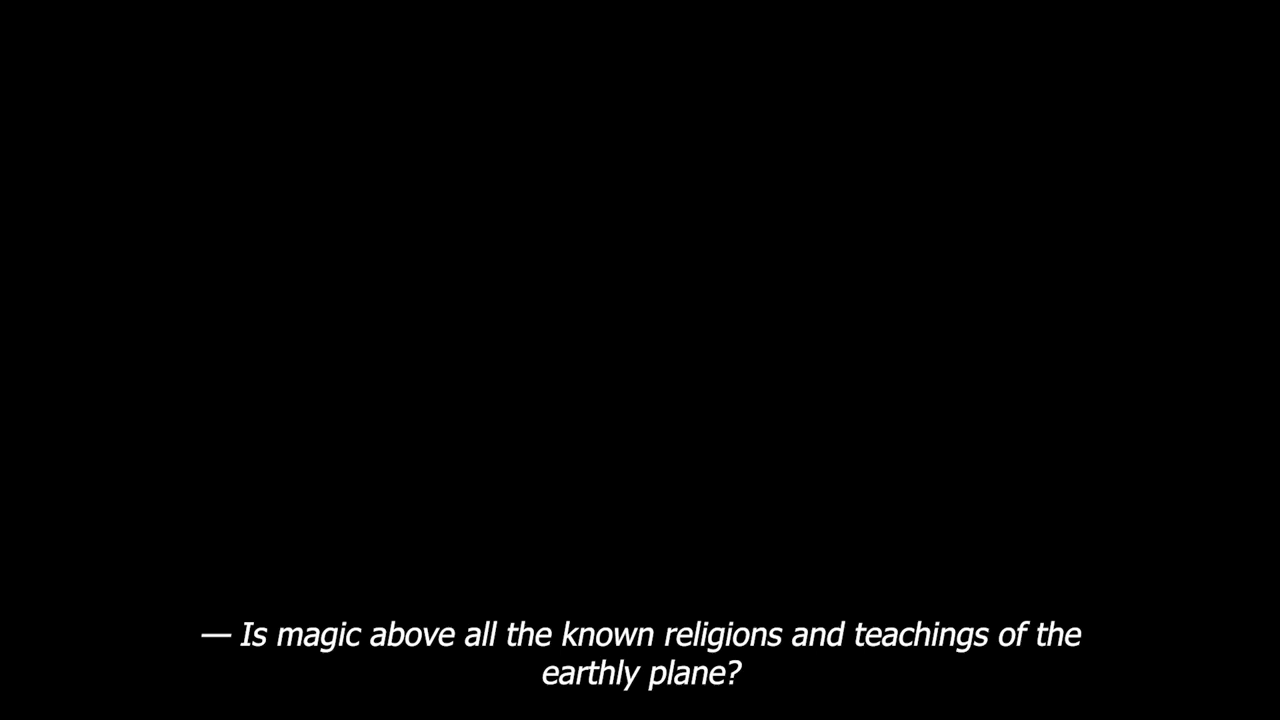 — Is magic above all the known religions and teachings of the
earthly plane?